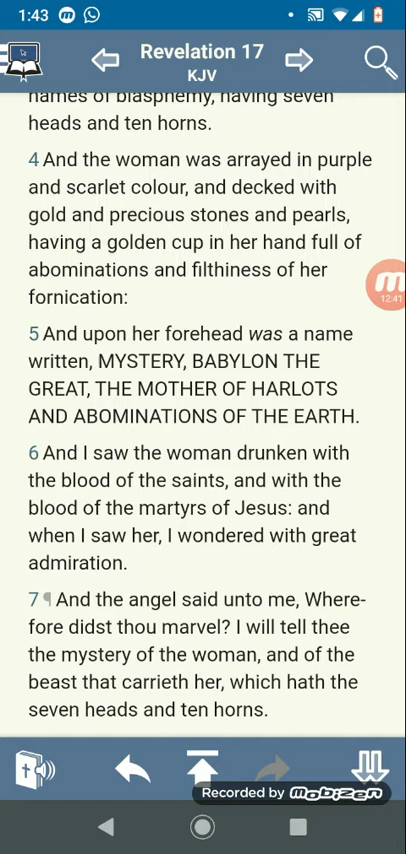 1:43
Revelation 17
KJV
names of blasphemy, having seven
heads and ten horns.
4 And the woman was arrayed in purple
and scarlet colour, and decked with
gold and precious stones and pearls,
having a golden cup in her hand full of
abominations and filthiness of her
fornication:
5 And upon her forehead was a name
written, MYSTERY, BABYLON THE
GREAT, THE MOTHER OF HARLOTS
AND ABOMINATIONS OF THE EARTH.
6 And I saw the woman drunken with
the blood of the saints, and with the
blood of the martyrs of Jesus: and
when I saw her, I wondered with great
admiration.
7 ¶ And the angel said unto me, Where-
fore didst thou marvel? I will tell thee
the mystery of the woman, and of the
beast that carrieth her, which hath the
seven heads and ten horns.
m
12:41
Recorded by mobizen